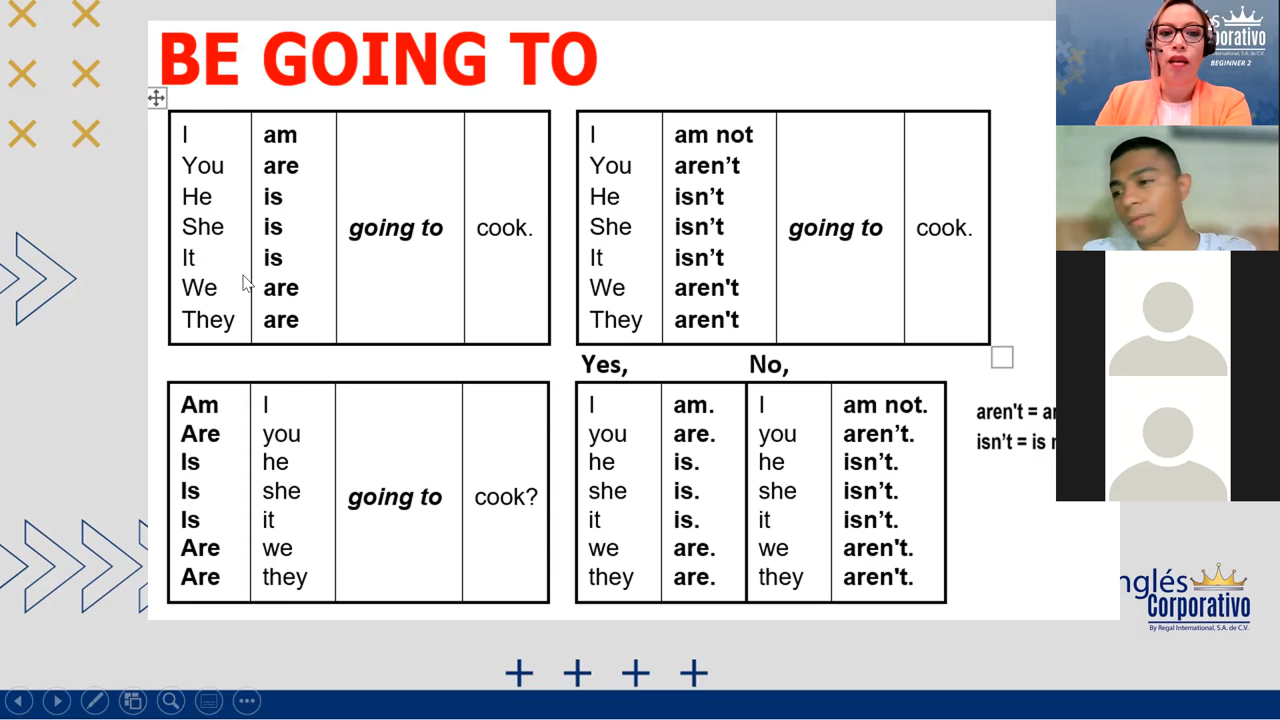 BE GOING TO
I am
You are
He is
She is going to cook.
It is
We are
They are
I am not
You aren’t
He isn’t
She isn’t going to cook.
It isn’t
We aren't
They aren't
Am I
Are you
Is he
Is she going to cook?
Is it
Are we
Are they
Yes, No,
I am. I am not.
you are. you aren’t.
he is. he isn’t.
she is. she isn’t.
it is. it isn’t.
we are. we aren't.
they are. they aren't.
aren't =
isn’t = is
BEGINNER 2
nglés
Corporativo
By Regal International, S.A. de C.V.